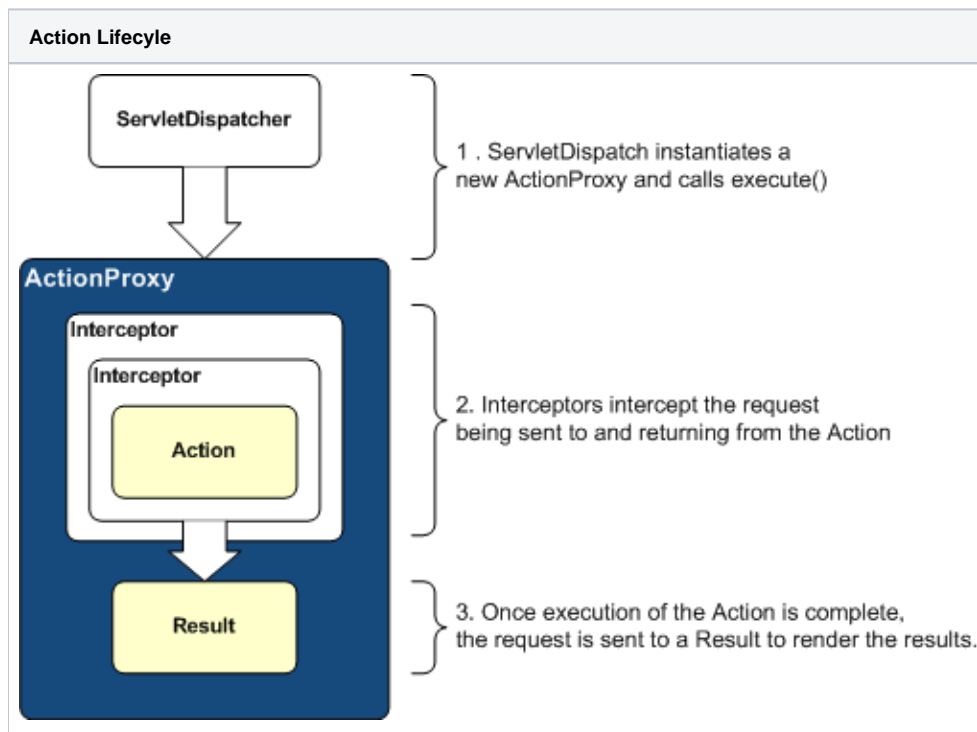 Action Lifecyle
ServletDispatcher
1 . ServletDispatch instantiates a
new ActionProxy and calls execute()
ActionProxy
Interceptor
Interceptor
Action
2. Interceptors intercept the request
being sent to and returning from the Action
Result
3. Once execution of the Action is complete,
the request is sent to a Result to render the results.